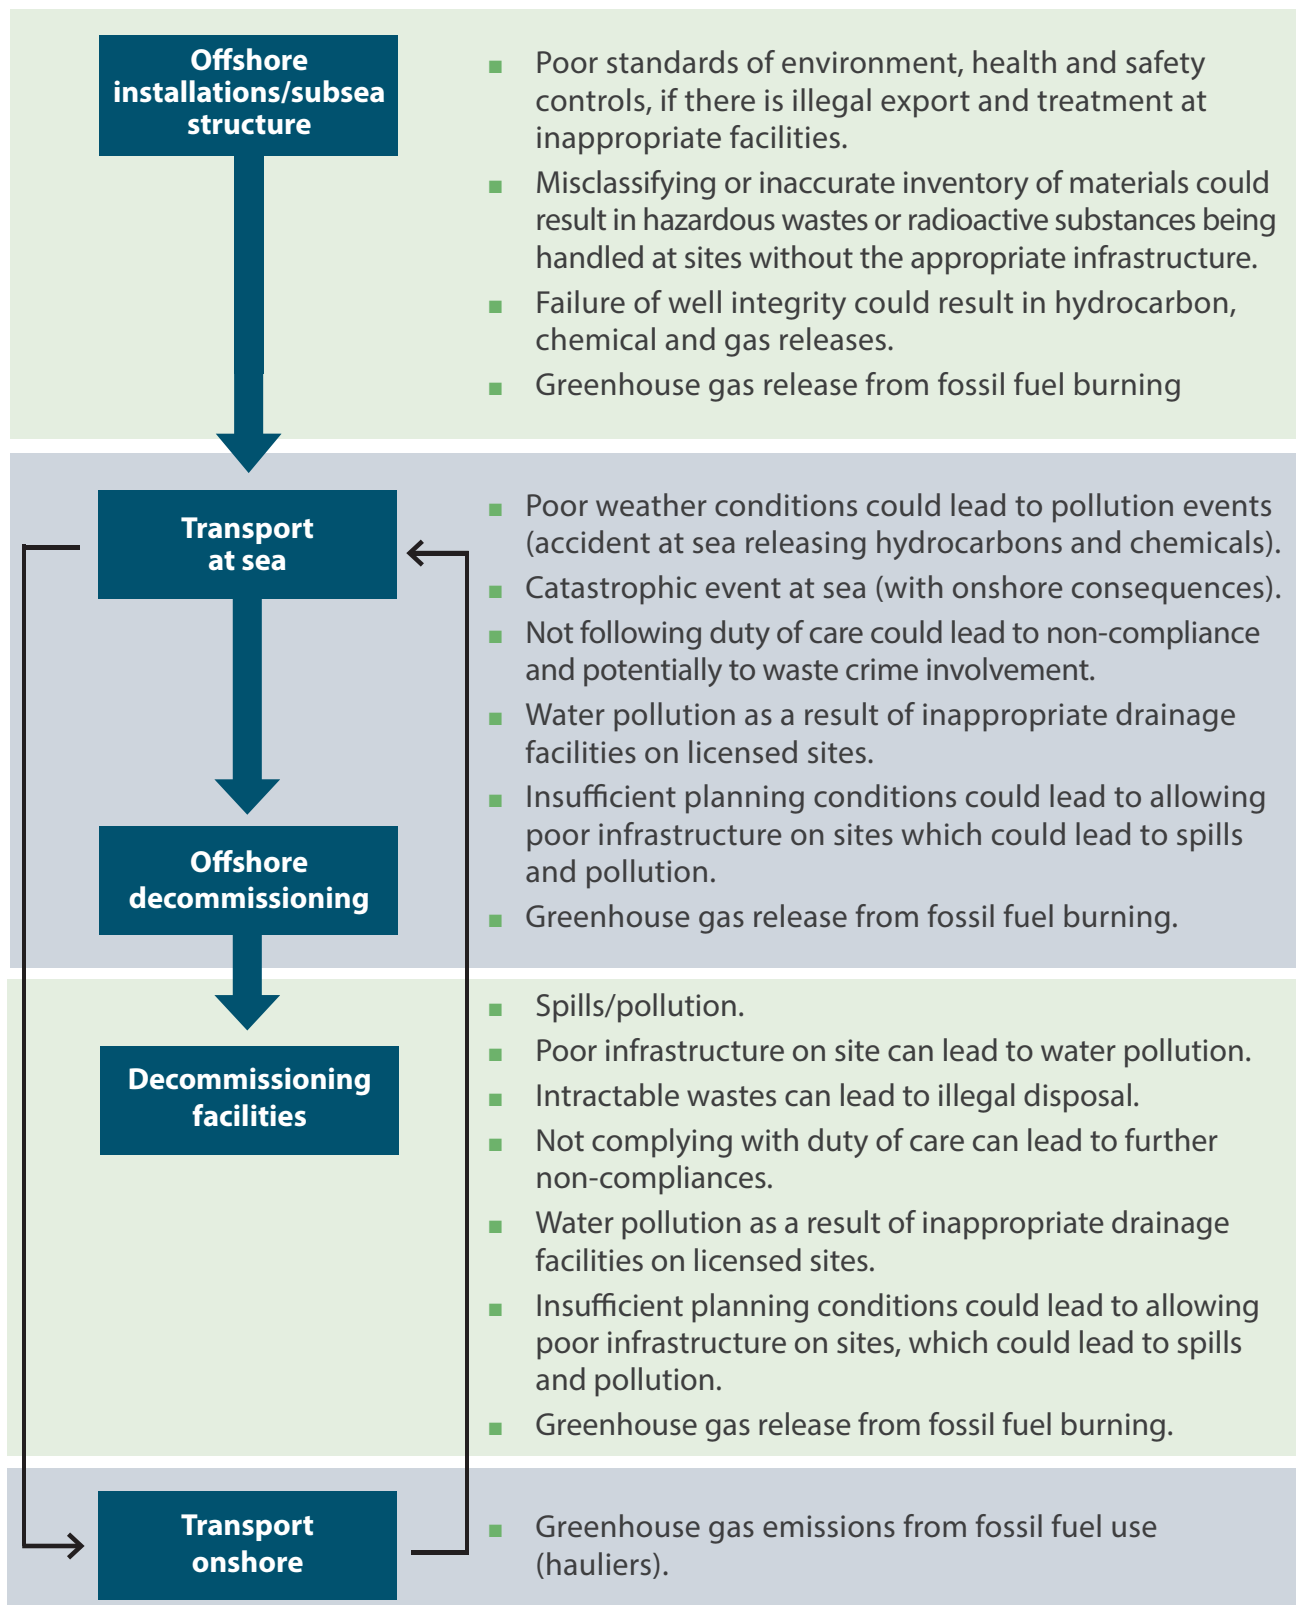 Offshore
installations/subsea
structure
■ Poor standards of environment, health and safety
controls, if there is illegal export and treatment at
inappropriate facilities.
■ Misclassifying or inaccurate inventory of materials could
result in hazardous wastes or radioactive substances being
handled at sites without the appropriate infrastructure.
■ Failure of well integrity could result in hydrocarbon,
chemical and gas releases.
■ Greenhouse gas release from fossil fuel burning
Transport
at sea
■ Poor weather conditions could lead to pollution events
(accident at sea releasing hydrocarbons and chemicals).
■ Catastrophic event at sea (with onshore consequences).
■ Not following duty of care could lead to non-compliance
and potentially to waste crime involvement.
■ Water pollution as a result of inappropriate drainage
facilities on licensed sites.
■ Insufficient planning conditions could lead to allowing
poor infrastructure on sites which could lead to spills
and pollution.
■ Greenhouse gas release from fossil fuel burning.
Offshore
decommissioning
Decommissioning
facilities
■ Spills/pollution.
■ Poor infrastructure on site can lead to water pollution.
■ Intractable wastes can lead to illegal disposal.
■ Not complying with duty of care can lead to further
non-compliances.
■ Water pollution as a result of inappropriate drainage
facilities on licensed sites.
■ Insufficient planning conditions could lead to allowing
poor infrastructure on sites, which could lead to spills
and pollution.
■ Greenhouse gas release from fossil fuel burning.
Transport
onshore
■ Greenhouse gas emissions from fossil fuel use
(hauliers).